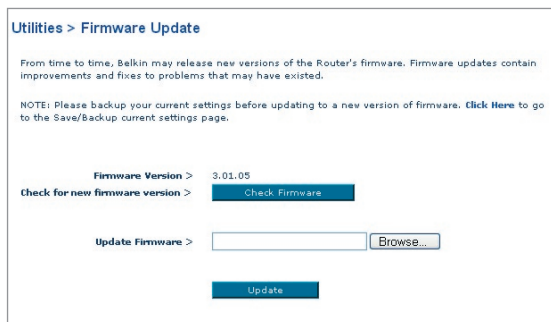 Utilities > Firmware Update
From time to time, Belkin may release new versions of the Router's firmware. Firmware updates contain
improvements and fixes to problems that may have existed.
NOTE: Please backup your current settings before updating to a new version of firmware. Click Here to go
to the Save/Backup current settings page.
Firmware Version > 3.01.05
Check for new firmware version > Check Firmware
Update Firmware > Browse...
Update